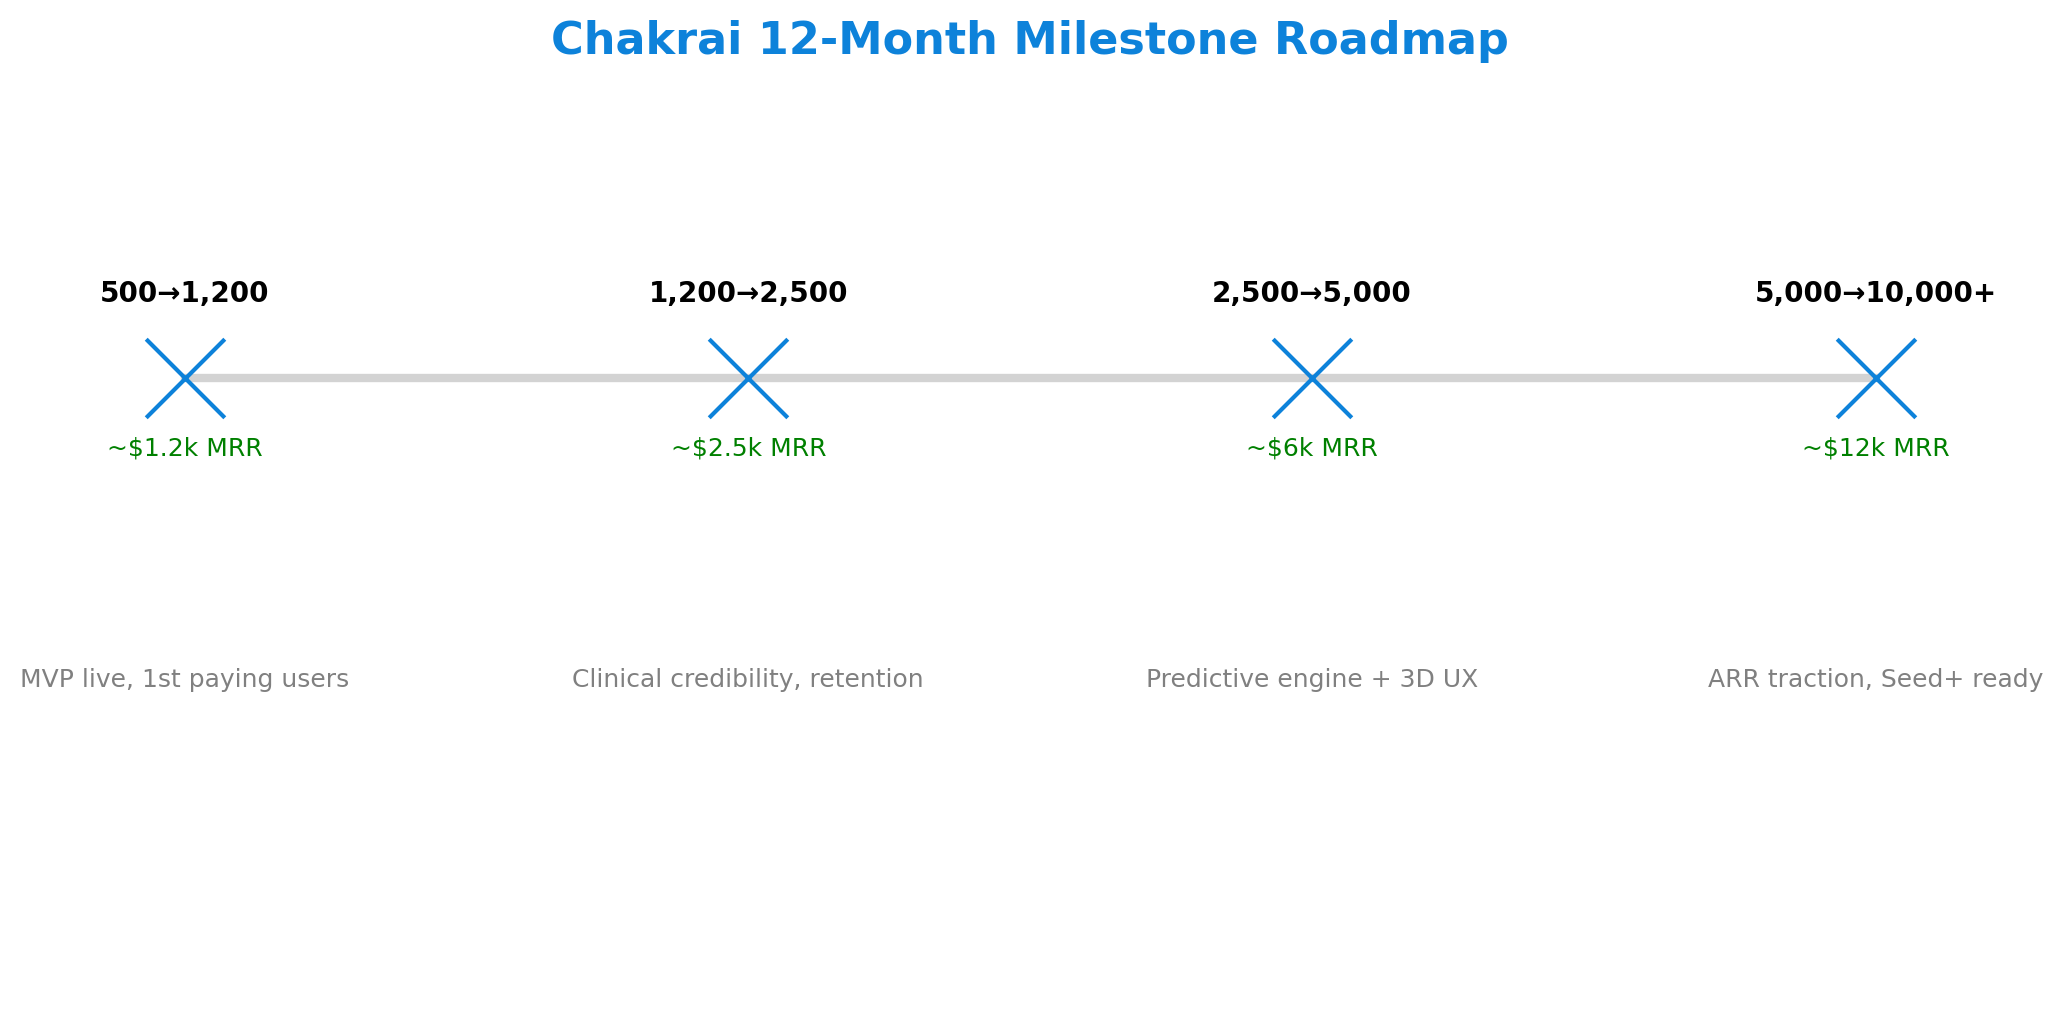 Chakrai 12-Month Milestone Roadmap
500→1,200
1,200→2,500
2,500→5,000
5,000→10,000+
~$1.2k MRR
~$2.5k MRR
~$6k MRR
~$12k MRR
MVP live, 1st paying users
Clinical credibility, retention
Predictive engine + 3D UX
ARR traction, Seed+ ready